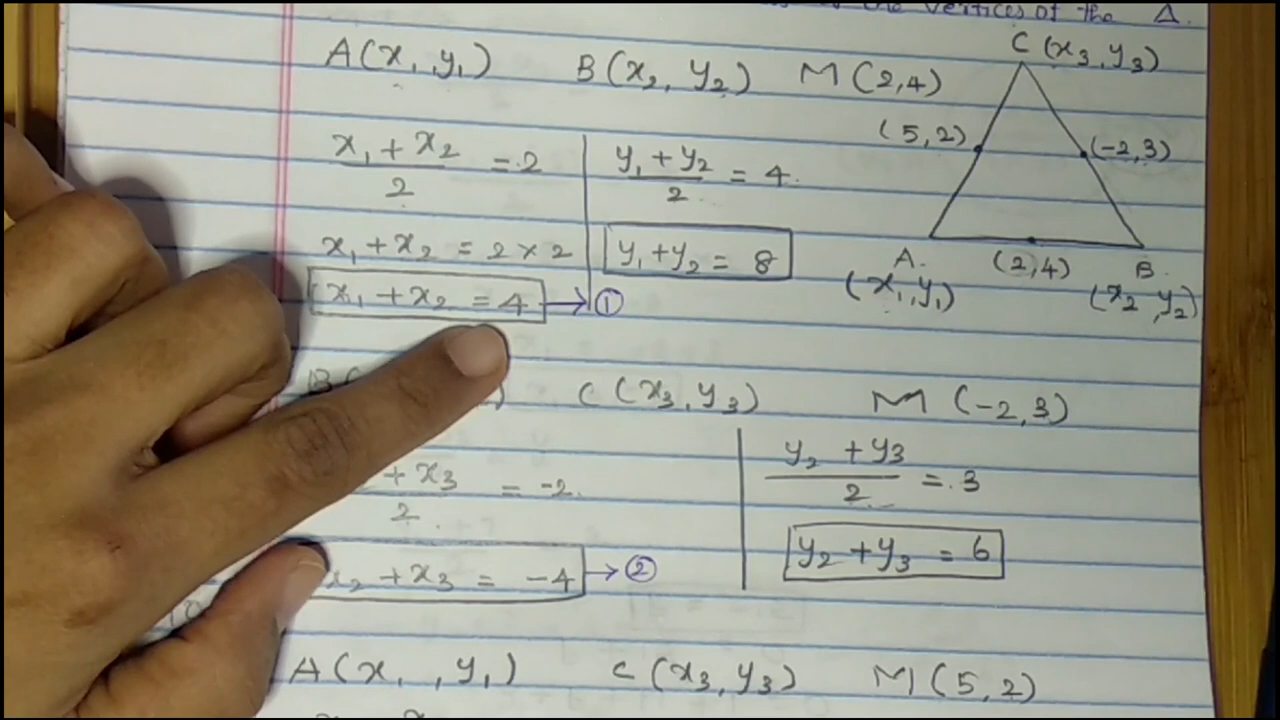 the vertices of the Δ.
A(x₁, y₁) B(x₂, y₂) M(2,4)
C (x₃, y₃)
(5,2)
(-2,3)
A.
(x₁, y₁)
(2,4)
B.
(x₂, y₂)
(x₁ + x₂)/2 = 2
(y₁ + y₂)/2 = 4.
x₁ + x₂ = 2 × 2
y₁ + y₂ = 8
x₁ + x₂ = 4 → ①
B( ) C (x₃, y₃) M (-2,3)
+ x₃ / 2. = -2.
(y₂ + y₃)/2 = 3
x₂ + x₃ = -4 → ②
y₂ + y₃ = 6
A(x₁, y₁) C(x₃, y₃) M(5,2)